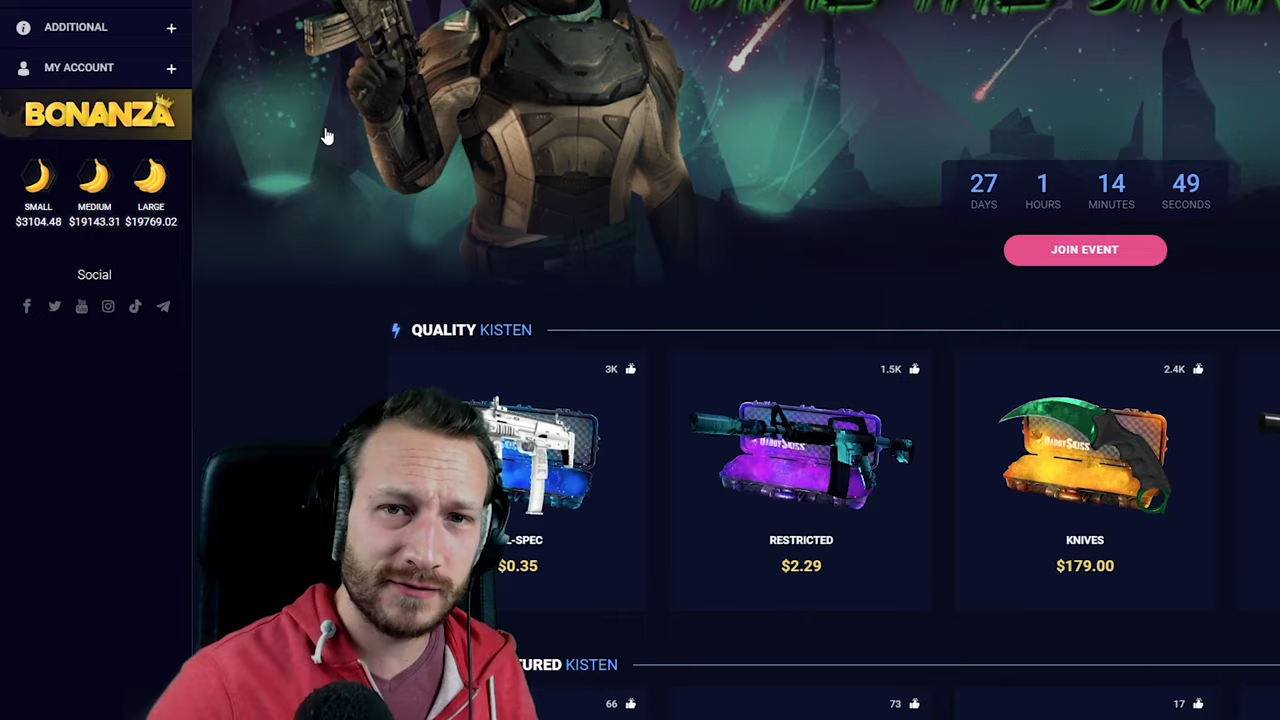 ADDITIONAL
MY ACCOUNT
BONANZA
SMALL
MEDIUM
LARGE
$3104.48
$19143.31
$19769.02
Social
27
1
14
49
DAYS
HOURS
MINUTES
SECONDS
JOIN EVENT
QUALITY KISTEN
3K
1.5K
2.4K
DADDYSKINS
L-SPEC
RESTRICTED
KNIVES
$0.35
$2.29
$179.00
TURED KISTEN
66
73
17